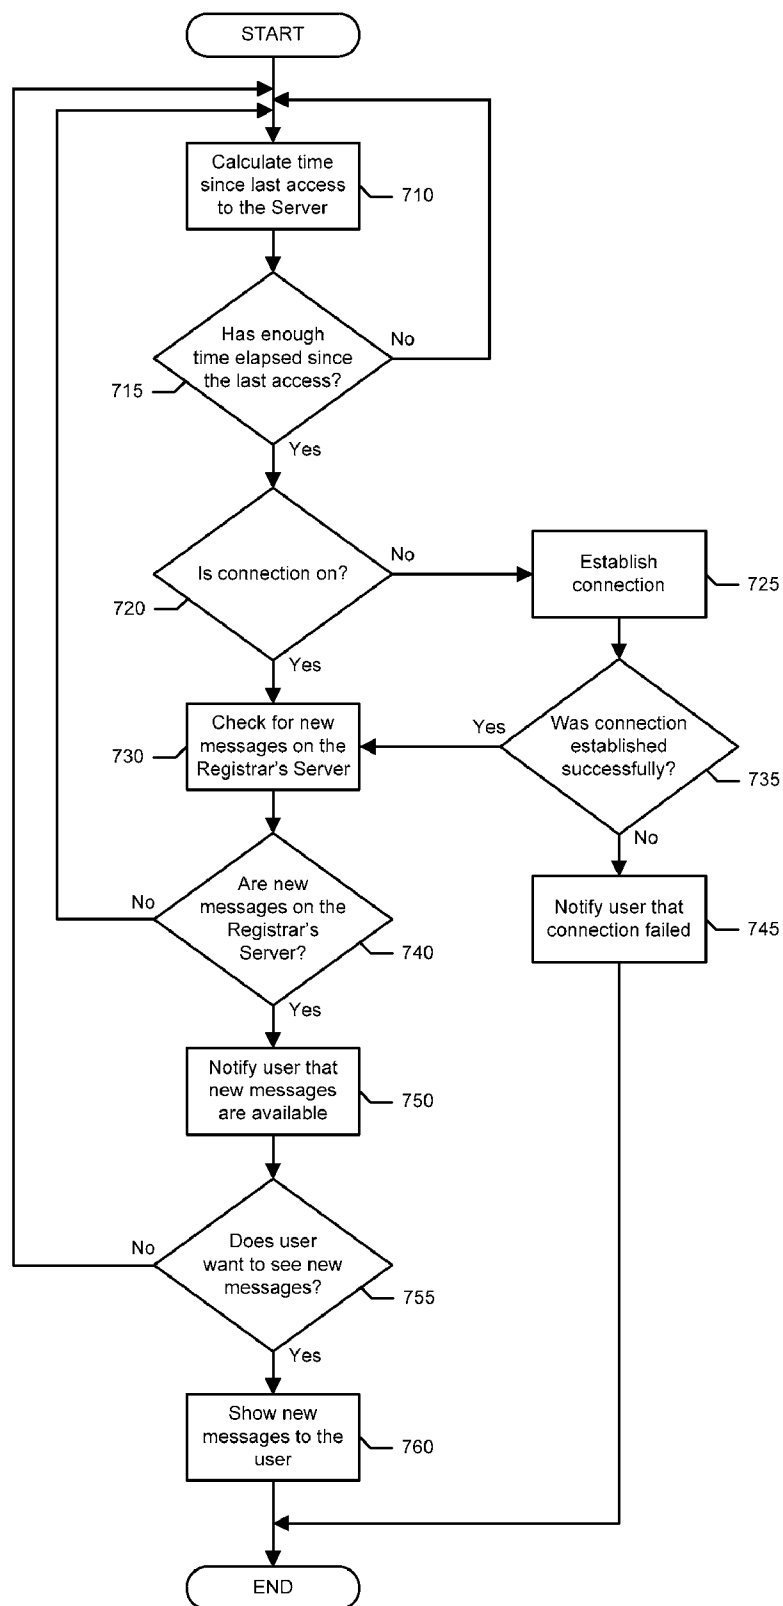 START
Calculate time
since last access
to the Server
710
Has enough
time elapsed since
the last access?
No
715
Yes
Is connection on?
No
720
Yes
Establish
connection
725
Check for new
messages on the
Registrar's Server
730
Yes
Was connection
established
successfully?
735
No
Are new
messages on the
Registrar's
Server?
No
740
Yes
Notify user that
connection failed
745
Notify user that
new messages
are available
750
Does user
want to see new
messages?
No
755
Yes
Show new
messages to the
user
760
END